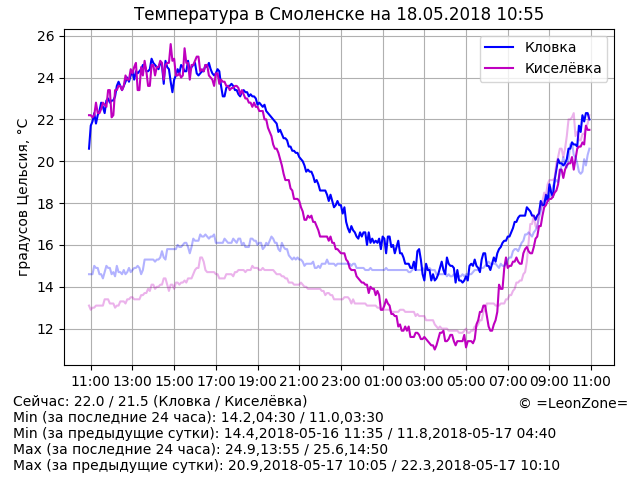 Температура в Смоленске на 18.05.2018 10:55
26
24
22
20
18
16
14
12
градусов Цельсия, °C
Кловка
Киселёвка
11:00 13:00 15:00 17:00 19:00 21:00 23:00 01:00 03:00 05:00 07:00 09:00 11:00
Сейчас: 22.0 / 21.5 (Кловка / Киселёвка)
© =LeonZone=
Min (за последние 24 часа): 14.2,04:30 / 11.0,03:30
Min (за предыдущие сутки): 14.4,2018-05-16 11:35 / 11.8,2018-05-17 04:40
Max (за последние 24 часа): 24.9,13:55 / 25.6,14:50
Max (за предыдущие сутки): 20.9,2018-05-17 10:05 / 22.3,2018-05-17 10:10